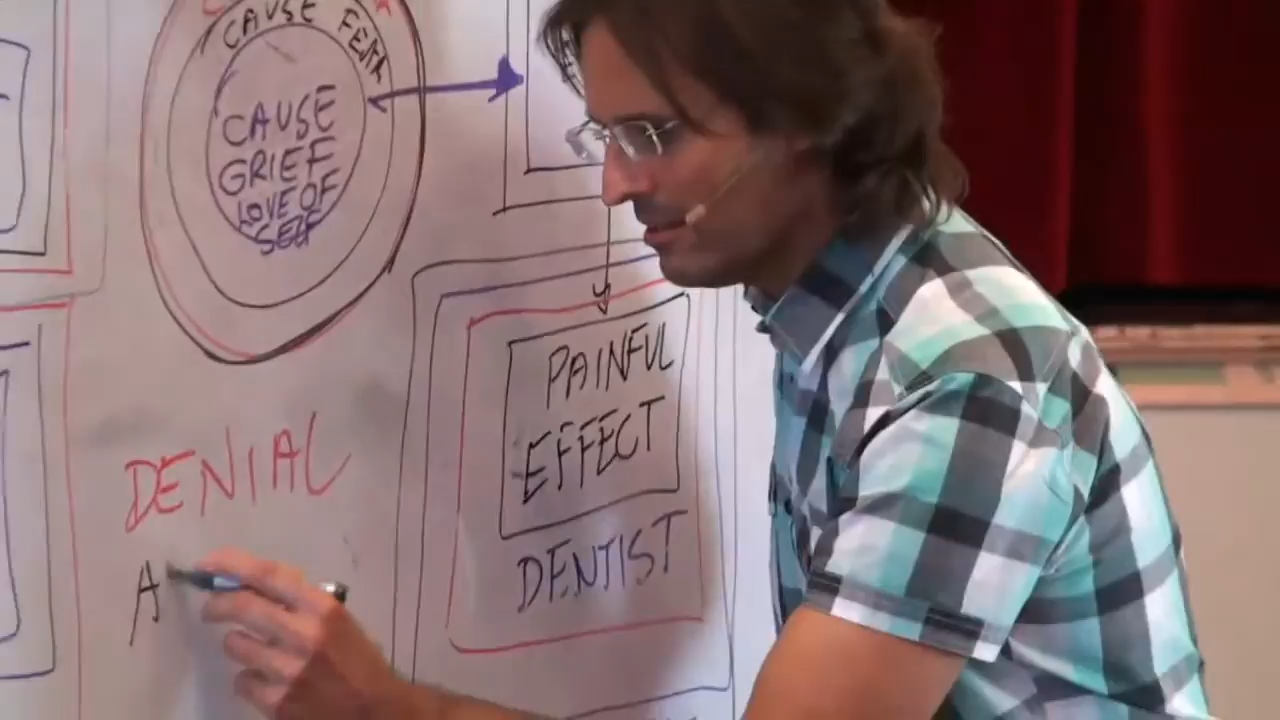 CAUSE FEAR
CAUSE
GRIEF
LOVE OF
SELF
PAINFUL
EFFECT
DENTIST
DENIAL
A